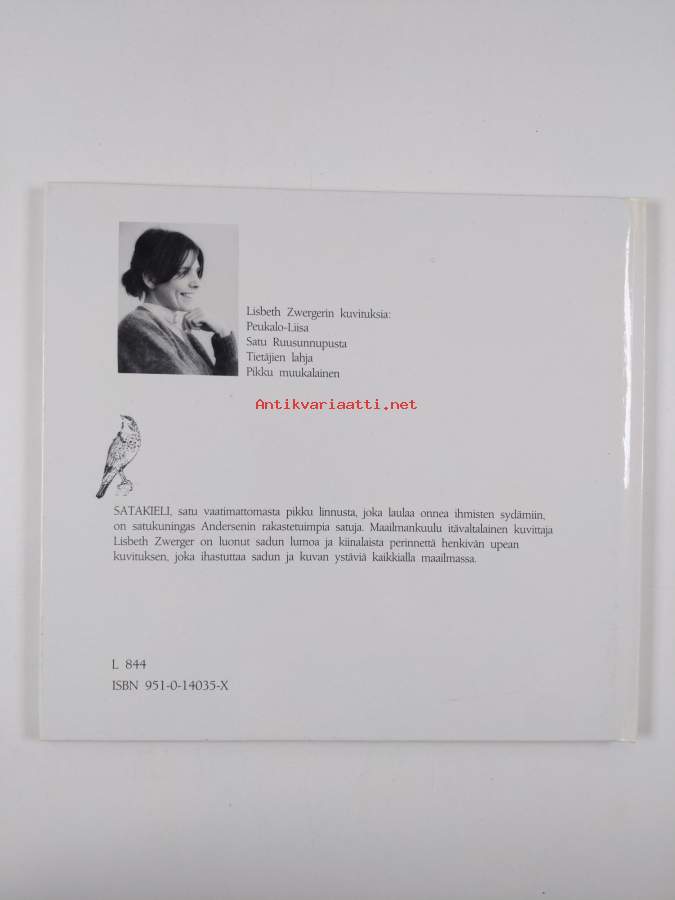 Lisbeth Zwergerin kuvituksia:
Peukalo-Liisa
Satu Ruusunnupusta
Tietäjien lahja
Pikku muukalainen
Antikvariaatti.net
SATAKIELI, satu vaatimattomasta pikku linnusta, joka laulaa onnea ihmisten sydämiin,
on satukuningas Andersenin rakastetuimpia satuja. Maailmankuulu itävaltalainen kuvittaja
Lisbeth Zwerger on luonut sadun lumoa ja kiinalaista perinnettä henkivän upean
kuvituksen, joka ihastuttaa sadun ja kuvan ystäviä kaikkialla maailmassa.
L 844
ISBN 951-0-14035-X